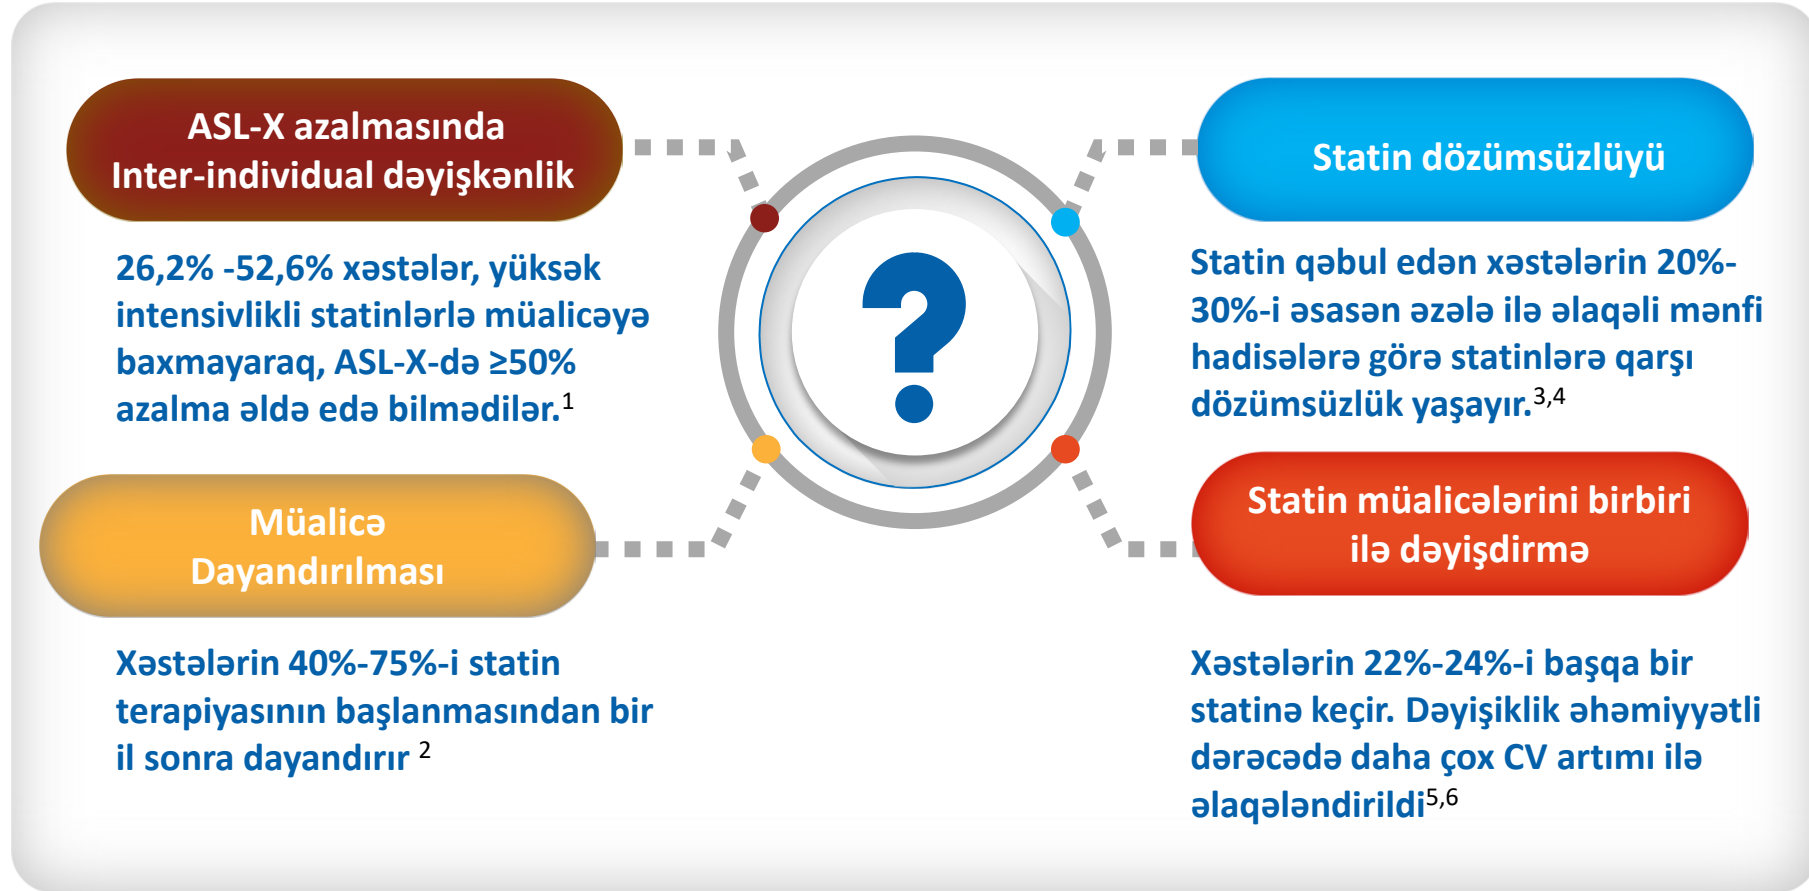 ASL-X azalmasında
Inter-individual dəyişkənlik
26,2% -52,6% xəstələr, yüksək
intensivlikli statinlərlə müalicəyə
baxmayaraq, ASL-X-də ≥50%
azalma əldə edə bilmədilər.1
Müalicə
Dayandırılması
Xəstələrin 40%-75%-i statin
terapiyasının başlanmasından bir
il sonra dayandırır 2
?
Statin dözümsüzlüyü
Statin qəbul edən xəstələrin 20%-
30%-i əsasən əzələ ilə əlaqəli mənfi
hadisələrə görə statinlərə qarşı
dözümsüzlük yaşayır.3,4
Statin müalicələrini birbiri
ilə dəyişdirmə
Xəstələrin 22%-24%-i başqa bir
statinə keçir. Dəyişiklik əhəmiyyətli
dərəcədə daha çox CV artımı ilə
əlaqələndirildi5,6